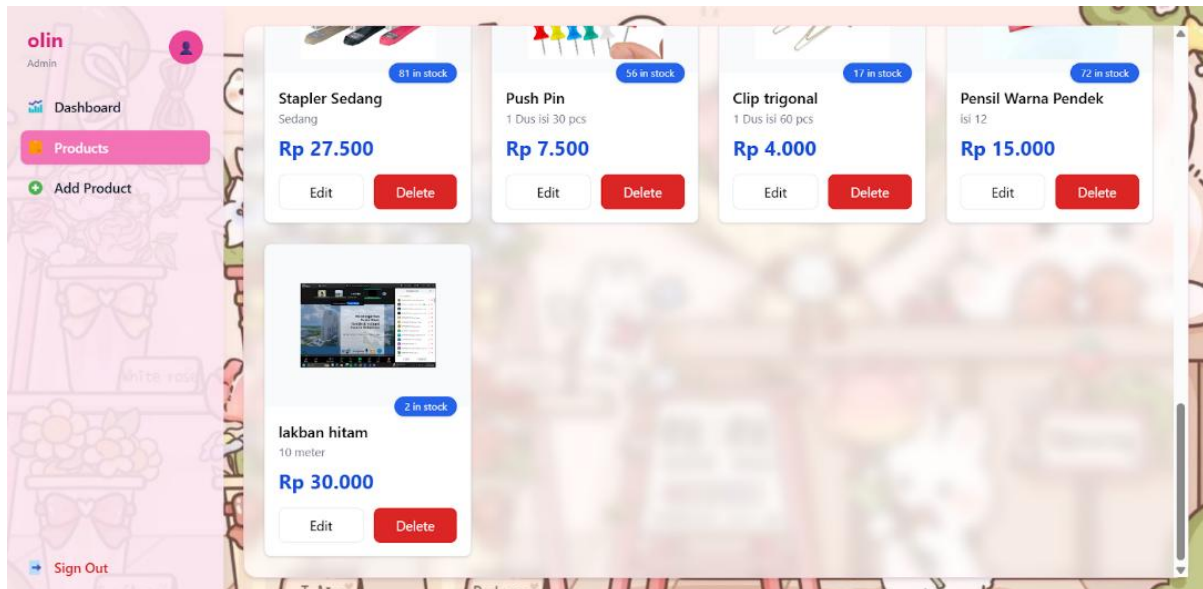 olin
Admin
Dashboard
Products
Add Product
Sign Out
81 in stock
Stapler Sedang
Sedang
Rp 27.500
Edit Delete
56 in stock
Push Pin
1 Dus isi 30 pcs
Rp 7.500
Edit Delete
17 in stock
Clip trigonal
1 Dus isi 60 pcs
Rp 4.000
Edit Delete
72 in stock
Pensil Warna Pendek
isi 12
Rp 15.000
Edit Delete
2 in stock
lakban hitam
10 meter
Rp 30.000
Edit Delete
white rose